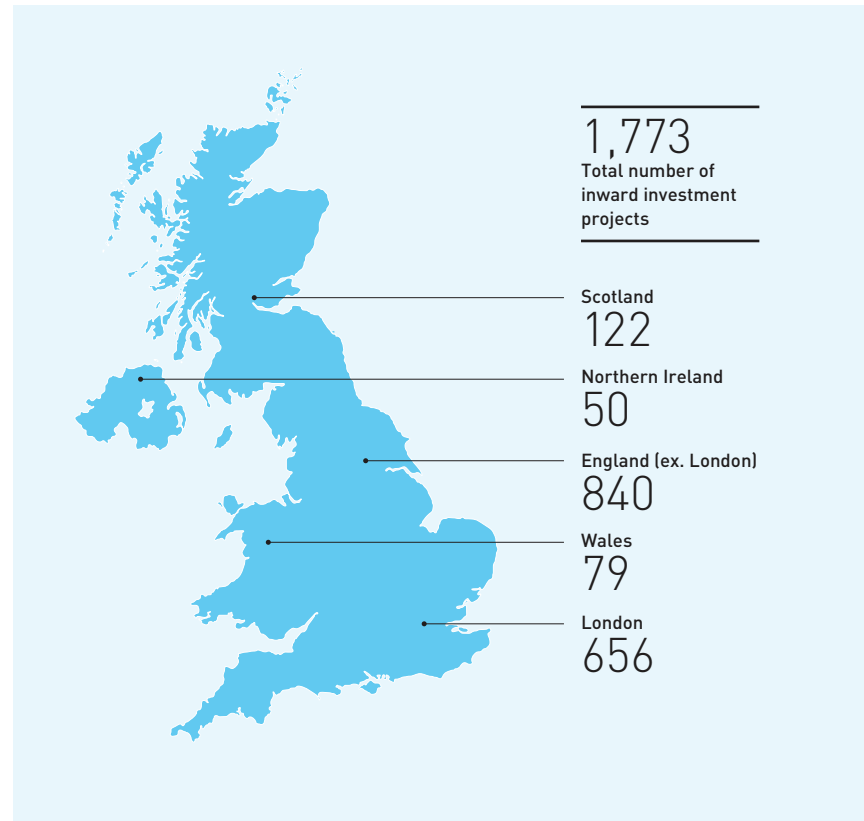 1,773
Total number of
inward investment
projects
Scotland
122
Northern Ireland
50
England (ex. London)
840
Wales
79
London
656